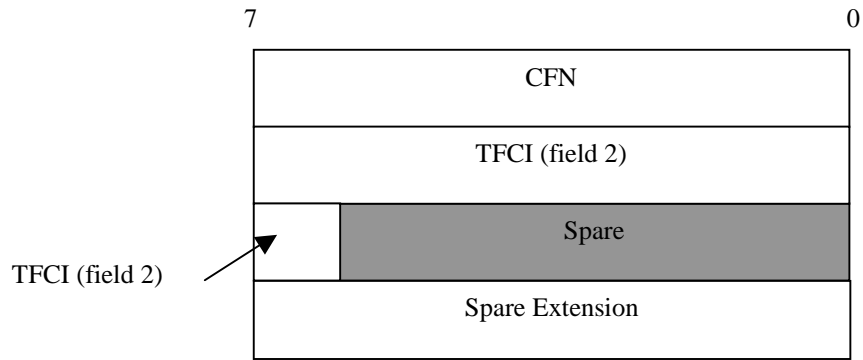 7 0
CFN
TFCI (field 2)
Spare
TFCI (field 2)
Spare Extension